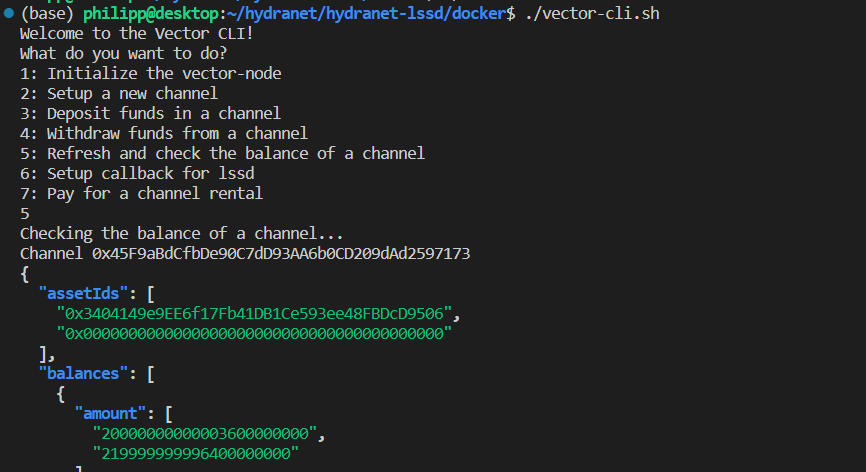 (base) philipp@desktop:~/hydranet/hydranet-lssd/docker$ ./vector-cli.sh
Welcome to the Vector CLI!
What do you want to do?
1: Initialize the vector-node
2: Setup a new channel
3: Deposit funds in a channel
4: Withdraw funds from a channel
5: Refresh and check the balance of a channel
6: Setup callback for lssd
7: Pay for a channel rental
5
Checking the balance of a channel...
Channel 0x45F9aBdCfbDe90C7dD93AA6b0CD209dAd2597173
{
"assetIds": [
"0x3404149e9EE6f17Fb41DB1Ce593ee48FBDcD9506",
"0x0000000000000000000000000000000000000000"
],
"balances": [
{
"amount": [
"20000000000003600000000",
"219999999996400000000"